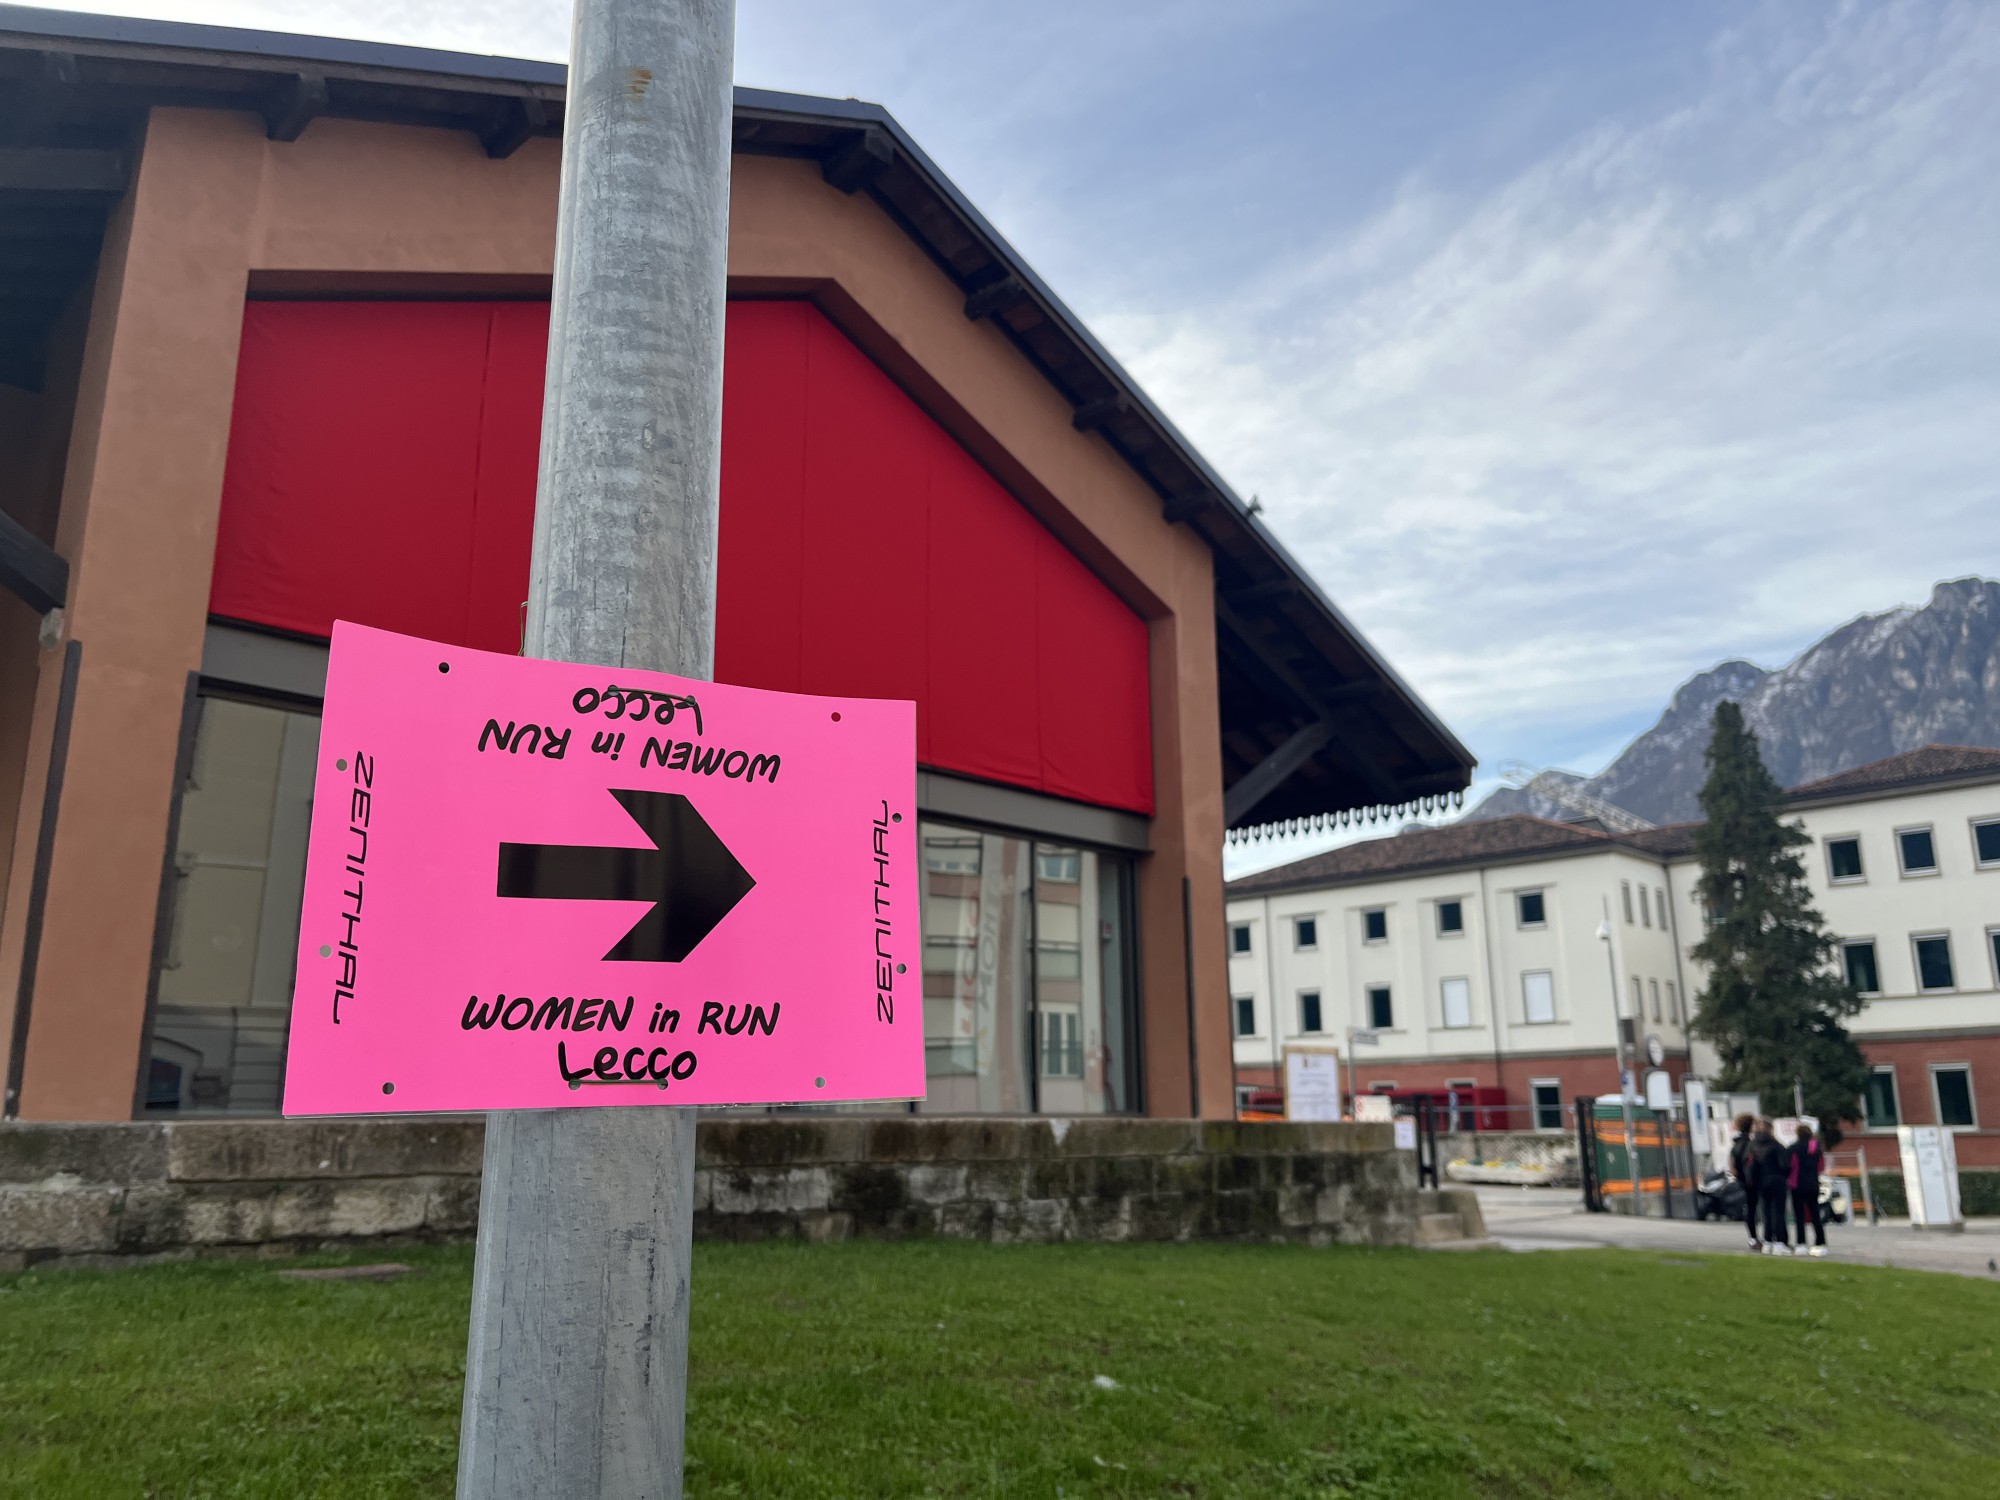 Lecco
WOMEN in RUN
ZENITHAL
ZENITHAL
WOMEN in RUN
Lecco